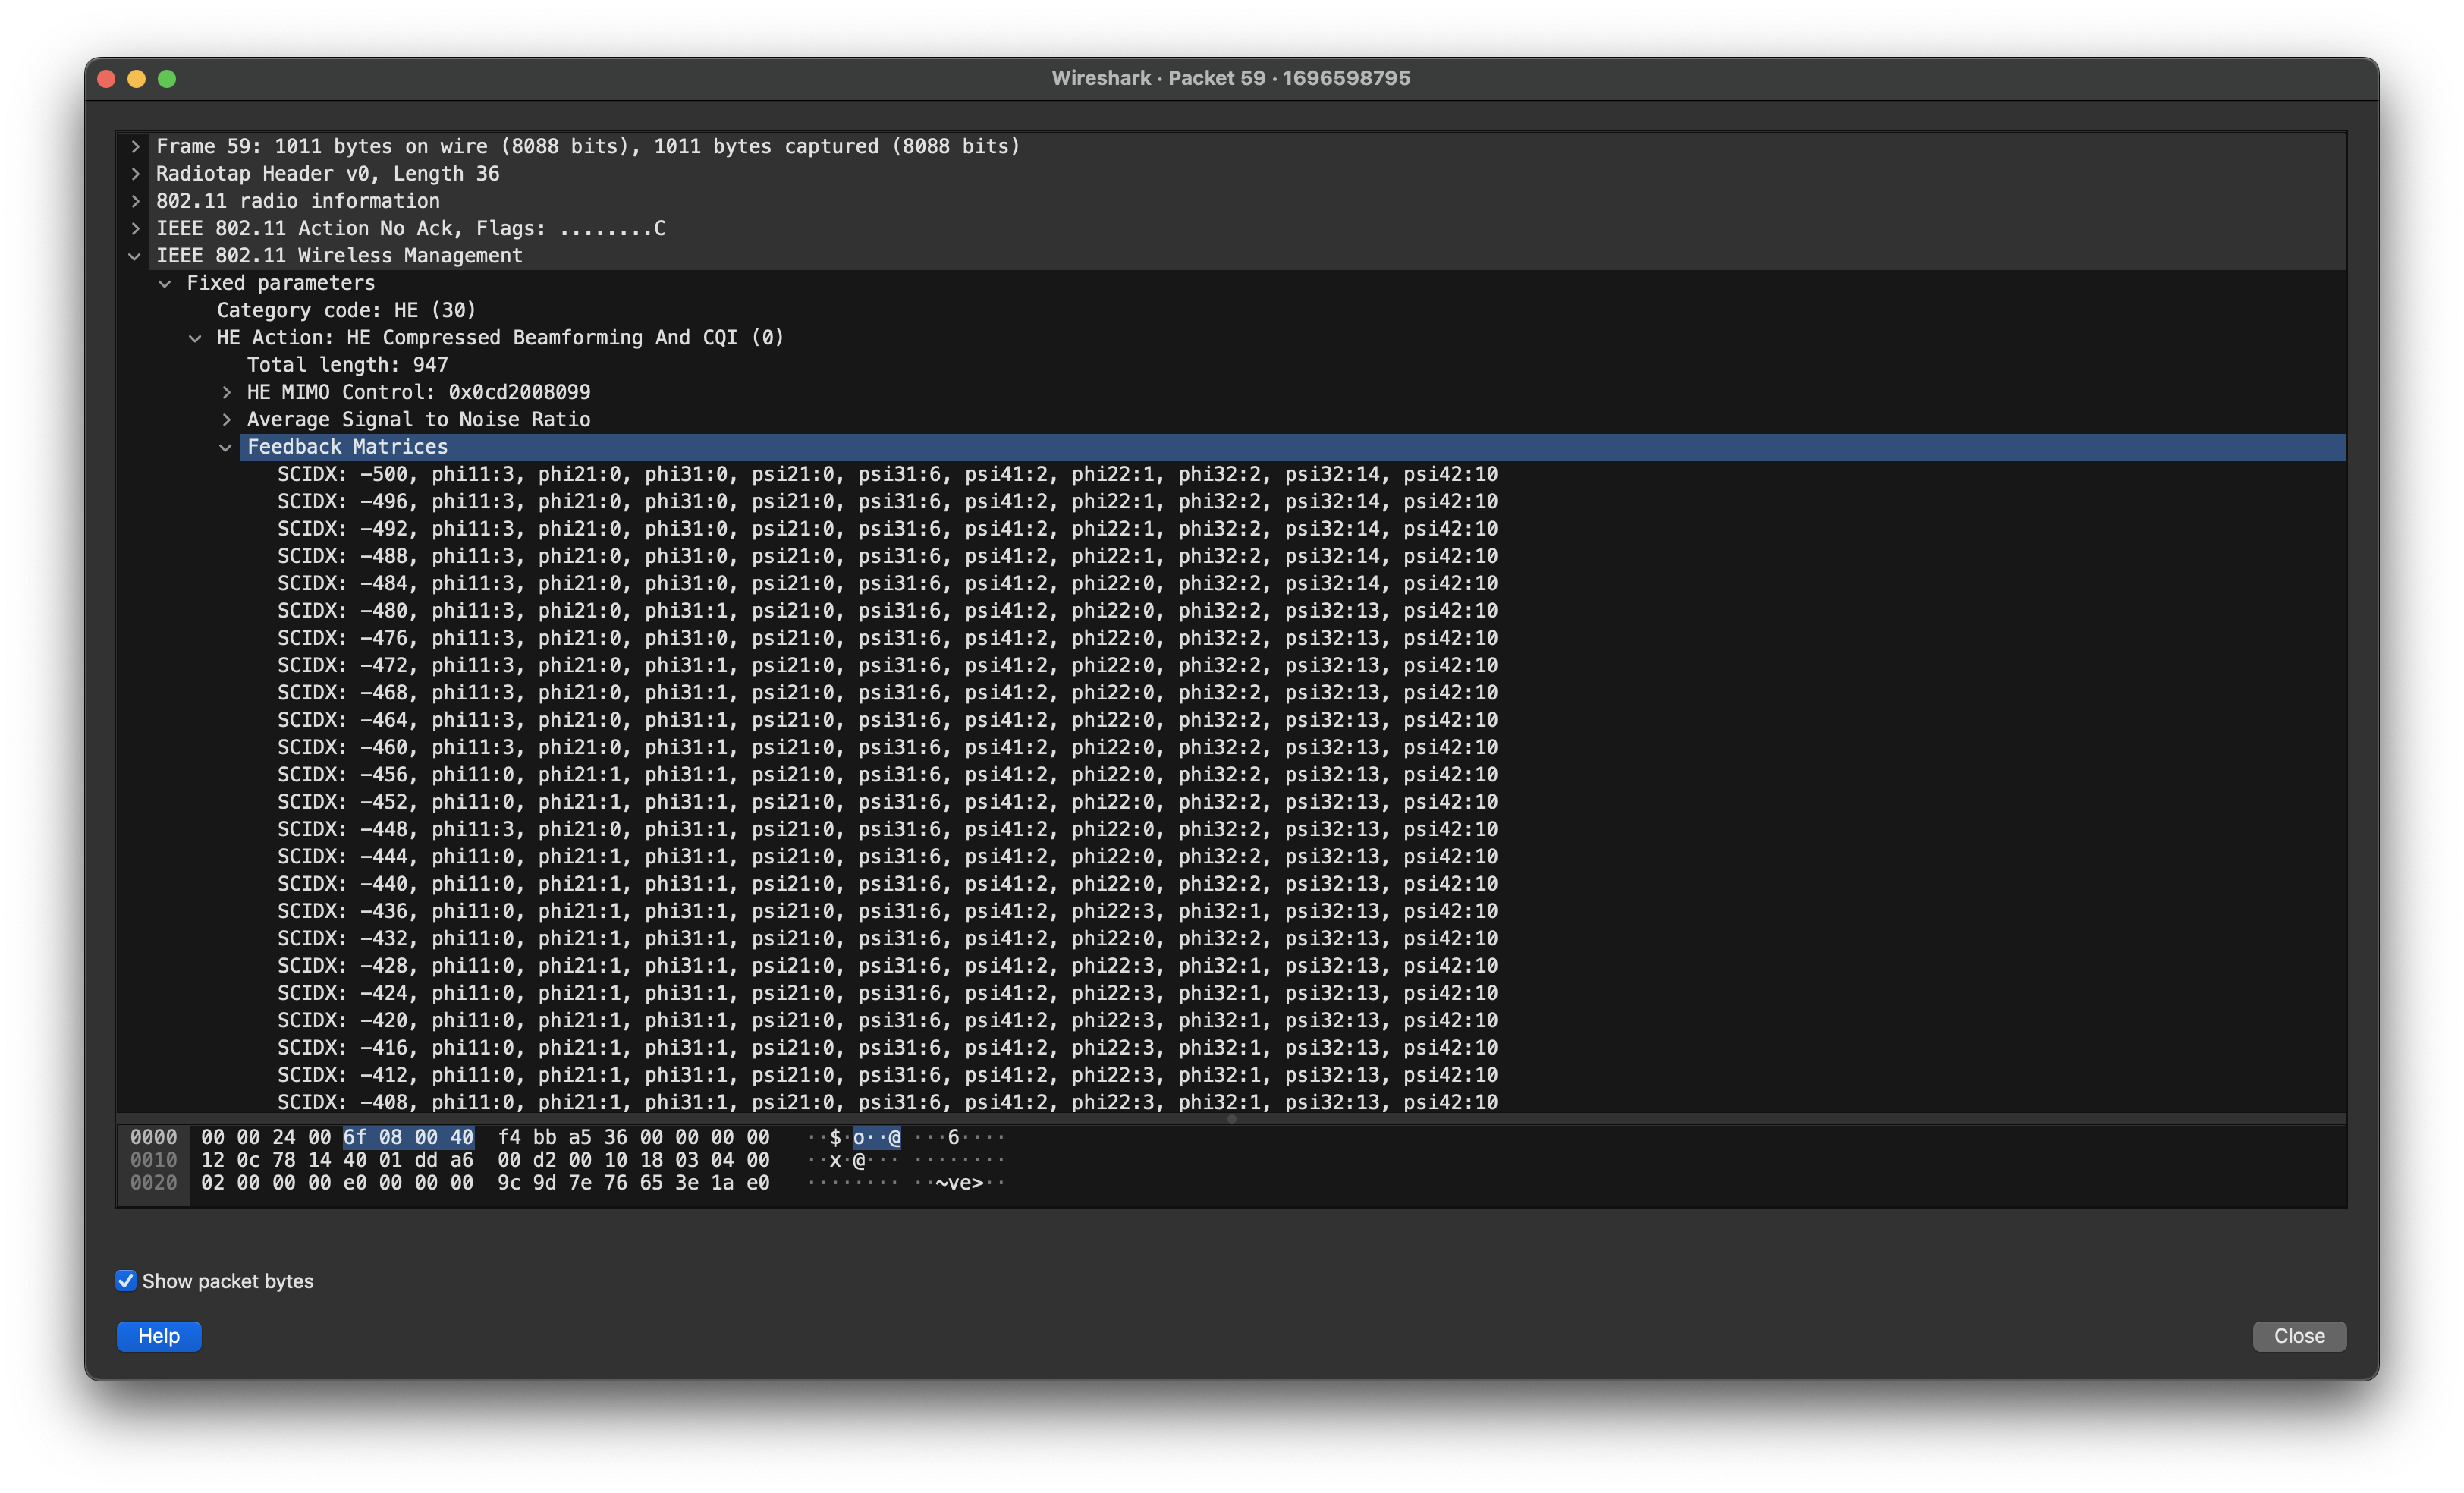 Wireshark · Packet 59 · 1696598795
Frame 59: 1011 bytes on wire (8088 bits), 1011 bytes captured (8088 bits)
Radiotap Header v0, Length 36
802.11 radio information
IEEE 802.11 Action No Ack, Flags: ........C
IEEE 802.11 Wireless Management
Fixed parameters
Category code: HE (30)
HE Action: HE Compressed Beamforming And CQI (0)
Total length: 947
HE MIMO Control: 0x0cd2008099
Average Signal to Noise Ratio
Feedback Matrices
SCIDX: -500, phi11:3, phi21:0, phi31:0, psi21:0, psi31:6, psi41:2, phi22:1, phi32:2, psi32:14, psi42:10
SCIDX: -496, phi11:3, phi21:0, phi31:0, psi21:0, psi31:6, psi41:2, phi22:1, phi32:2, psi32:14, psi42:10
SCIDX: -492, phi11:3, phi21:0, phi31:0, psi21:0, psi31:6, psi41:2, phi22:1, phi32:2, psi32:14, psi42:10
SCIDX: -488, phi11:3, phi21:0, phi31:0, psi21:0, psi31:6, psi41:2, phi22:1, phi32:2, psi32:14, psi42:10
SCIDX: -484, phi11:3, phi21:0, phi31:0, psi21:0, psi31:6, psi41:2, phi22:0, phi32:2, psi32:14, psi42:10
SCIDX: -480, phi11:3, phi21:0, phi31:1, psi21:0, psi31:6, psi41:2, phi22:0, phi32:2, psi32:13, psi42:10
SCIDX: -476, phi11:3, phi21:0, phi31:0, psi21:0, psi31:6, psi41:2, phi22:0, phi32:2, psi32:13, psi42:10
SCIDX: -472, phi11:3, phi21:0, phi31:1, psi21:0, psi31:6, psi41:2, phi22:0, phi32:2, psi32:13, psi42:10
SCIDX: -468, phi11:3, phi21:0, phi31:1, psi21:0, psi31:6, psi41:2, phi22:0, phi32:2, psi32:13, psi42:10
SCIDX: -464, phi11:3, phi21:0, phi31:1, psi21:0, psi31:6, psi41:2, phi22:0, phi32:2, psi32:13, psi42:10
SCIDX: -460, phi11:3, phi21:0, phi31:1, psi21:0, psi31:6, psi41:2, phi22:0, phi32:2, psi32:13, psi42:10
SCIDX: -456, phi11:0, phi21:1, phi31:1, psi21:0, psi31:6, psi41:2, phi22:0, phi32:2, psi32:13, psi42:10
SCIDX: -452, phi11:0, phi21:1, phi31:1, psi21:0, psi31:6, psi41:2, phi22:0, phi32:2, psi32:13, psi42:10
SCIDX: -448, phi11:3, phi21:0, phi31:1, psi21:0, psi31:6, psi41:2, phi22:0, phi32:2, psi32:13, psi42:10
SCIDX: -444, phi11:0, phi21:1, phi31:1, psi21:0, psi31:6, psi41:2, phi22:0, phi32:2, psi32:13, psi42:10
SCIDX: -440, phi11:0, phi21:1, phi31:1, psi21:0, psi31:6, psi41:2, phi22:0, phi32:2, psi32:13, psi42:10
SCIDX: -436, phi11:0, phi21:1, phi31:1, psi21:0, psi31:6, psi41:2, phi22:3, phi32:1, psi32:13, psi42:10
SCIDX: -432, phi11:0, phi21:1, phi31:1, psi21:0, psi31:6, psi41:2, phi22:0, phi32:2, psi32:13, psi42:10
SCIDX: -428, phi11:0, phi21:1, phi31:1, psi21:0, psi31:6, psi41:2, phi22:3, phi32:1, psi32:13, psi42:10
SCIDX: -424, phi11:0, phi21:1, phi31:1, psi21:0, psi31:6, psi41:2, phi22:3, phi32:1, psi32:13, psi42:10
SCIDX: -420, phi11:0, phi21:1, phi31:1, psi21:0, psi31:6, psi41:2, phi22:3, phi32:1, psi32:13, psi42:10
SCIDX: -416, phi11:0, phi21:1, phi31:1, psi21:0, psi31:6, psi41:2, phi22:3, phi32:1, psi32:13, psi42:10
SCIDX: -412, phi11:0, phi21:1, phi31:1, psi21:0, psi31:6, psi41:2, phi22:3, phi32:1, psi32:13, psi42:10
SCIDX: -408, phi11:0, phi21:1, phi31:1, psi21:0, psi31:6, psi41:2, phi22:3, phi32:1, psi32:13, psi42:10
0000 00 00 24 00 6f 08 00 40 f4 bb a5 36 00 00 00 00 ··$·o··@ ···6····
0010 12 0c 78 14 40 01 dd a6 00 d2 00 10 18 03 04 00 ··x·@··· ········
0020 02 00 00 00 e0 00 00 00 9c 9d 7e 76 65 3e 1a e0 ········ ··~ve>··
Show packet bytes
Help
Close